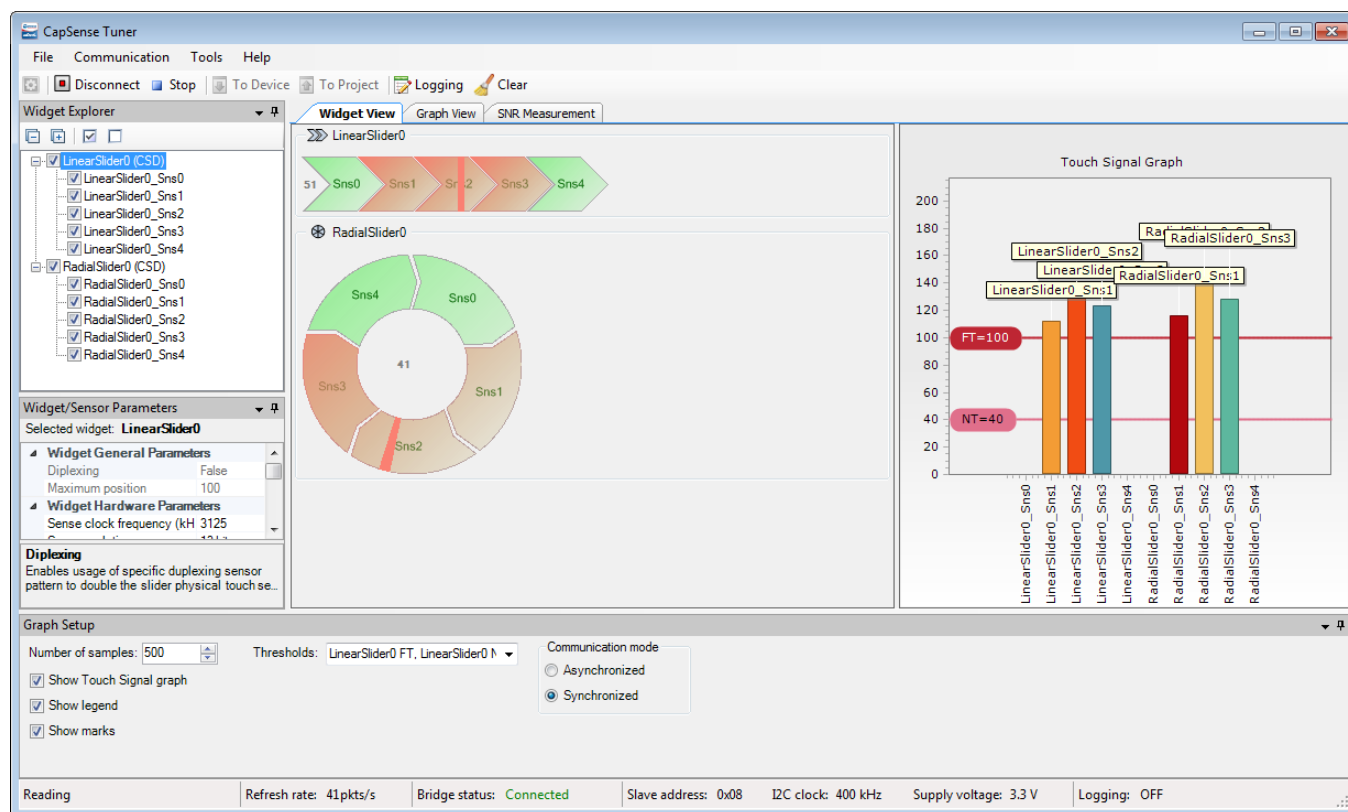 CapSense Tuner
File Communication Tools Help
Disconnect Stop To Device To Project Logging Clear
Widget Explorer
LinearSlider0 (CSD)
LinearSlider0_Sns0
LinearSlider0_Sns1
LinearSlider0_Sns2
LinearSlider0_Sns3
LinearSlider0_Sns4
RadialSlider0 (CSD)
RadialSlider0_Sns0
RadialSlider0_Sns1
RadialSlider0_Sns2
RadialSlider0_Sns3
RadialSlider0_Sns4
Widget/Sensor Parameters
Selected widget: LinearSlider0
Widget General Parameters
Diplexing False
Maximum position 100
Widget Hardware Parameters
Sense clock frequency (kH 3125
Diplexing
Enables usage of specific duplexing sensor
pattern to double the slider physical touch se...
Widget View Graph View SNR Measurement
LinearSlider0
51 Sns0 Sns1 Sns3 Sns4
RadialSlider0
Sns4 Sns0
41
Sns3 Sns1
Sns2
Touch Signal Graph
200
180
160
140
120
100
80
60
40
20
0
RadialSlider0_Sns3
LinearSlider0_Sns2
RadialSlider0_Sns1
LinearSlider0_Sns1
FT=100
NT=40
LinearSlider0_Sns0
LinearSlider0_Sns1
LinearSlider0_Sns2
LinearSlider0_Sns3
LinearSlider0_Sns4
RadialSlider0_Sns0
RadialSlider0_Sns1
RadialSlider0_Sns2
RadialSlider0_Sns3
RadialSlider0_Sns4
Graph Setup
Number of samples: 500 Thresholds: LinearSlider0 FT, LinearSlider0 N
Show Touch Signal graph
Show legend
Show marks
Communication mode
Asynchronized
Synchronized
Reading Refresh rate: 41pkts/s Bridge status: Connected Slave address: 0x08 I2C clock: 400 kHz Supply voltage: 3.3 V Logging: OFF